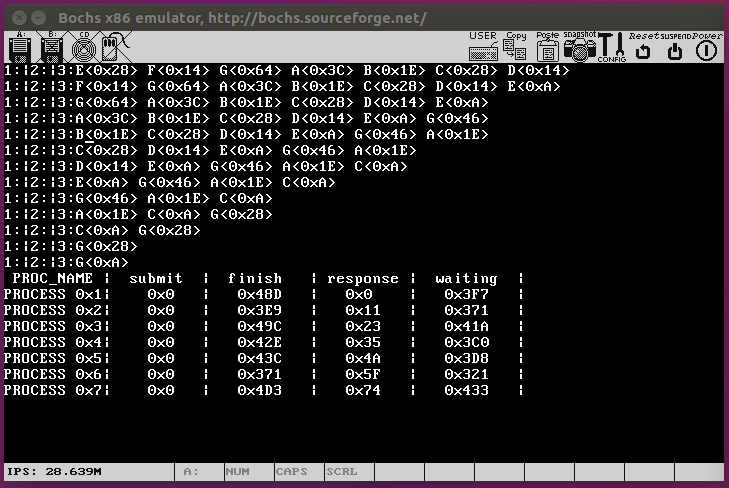 Bochs x86 emulator, http://bochs.sourceforge.net/
A: B: CD USER Copy Paste snapshot CONFIG Reset SUSPEND Power
1:|2:|3:E<0x28> F<0x14> G<0x64> A<0x3C> B<0x1E> C<0x28> D<0x14>
1:|2:|3:F<0x14> G<0x64> A<0x3C> B<0x1E> C<0x28> D<0x14> E<0xA>
1:|2:|3:G<0x64> A<0x3C> B<0x1E> C<0x28> D<0x14> E<0xA>
1:|2:|3:A<0x3C> B<0x1E> C<0x28> D<0x14> E<0xA> G<0x46>
1:|2:|3:B<0x1E> C<0x28> D<0x14> E<0xA> G<0x46> A<0x1E>
1:|2:|3:C<0x28> D<0x14> E<0xA> G<0x46> A<0x1E>
1:|2:|3:D<0x14> E<0xA> G<0x46> A<0x1E> C<0xA>
1:|2:|3:E<0xA> G<0x46> A<0x1E> C<0xA>
1:|2:|3:G<0x46> A<0x1E> C<0xA>
1:|2:|3:A<0x1E> C<0xA> G<0x28>
1:|2:|3:C<0xA> G<0x28>
1:|2:|3:G<0x28>
1:|2:|3:G<0xA>
PROC_NAME | submit | finish | response | waiting |
PROCESS 0x1| 0x0 | 0x48D | 0x0 | 0x3F7 |
PROCESS 0x2| 0x0 | 0x3E9 | 0x11 | 0x371 |
PROCESS 0x3| 0x0 | 0x49C | 0x23 | 0x41A |
PROCESS 0x4| 0x0 | 0x42E | 0x35 | 0x3C0 |
PROCESS 0x5| 0x0 | 0x43C | 0x4A | 0x3D8 |
PROCESS 0x6| 0x0 | 0x371 | 0x5F | 0x321 |
PROCESS 0x7| 0x0 | 0x4D3 | 0x74 | 0x433 |
IPS: 28.639M A: NUM CAPS SCRL